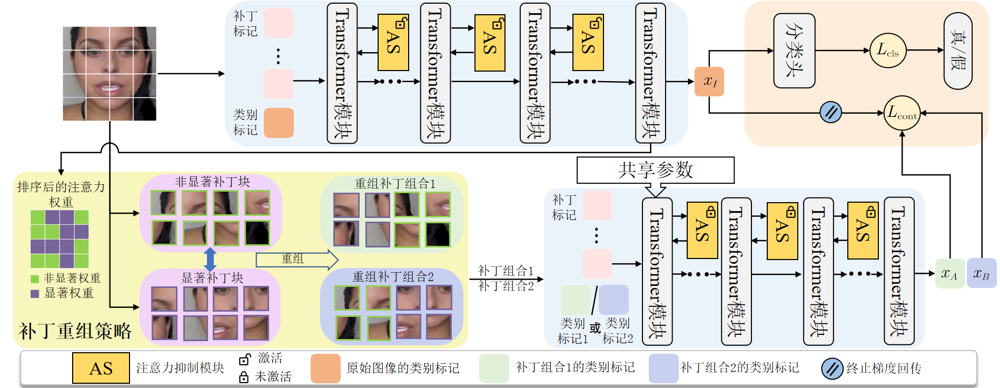 补丁
标记
类别
标记
Transformer模块
AS
Transformer模块
AS
Transformer模块
AS
Transformer模块
x_I
分类头
L_cls
真/假
L_cont
排序后的注意力
权重
非显著权重
显著权重
补丁重组策略
非显著补丁块
显著补丁块
重组
重组补丁组合1
重组补丁组合2
补丁组合1
补丁组合2
共享参数
补丁
标记
类别
标记1
或
类别
标记2
Transformer模块
AS
Transformer模块
AS
Transformer模块
AS
Transformer模块
x_A
x_B
AS
注意力抑制模块
激活
未激活
原始图像的类别标记
补丁组合1的类别标记
补丁组合2的类别标记
终止梯度回传